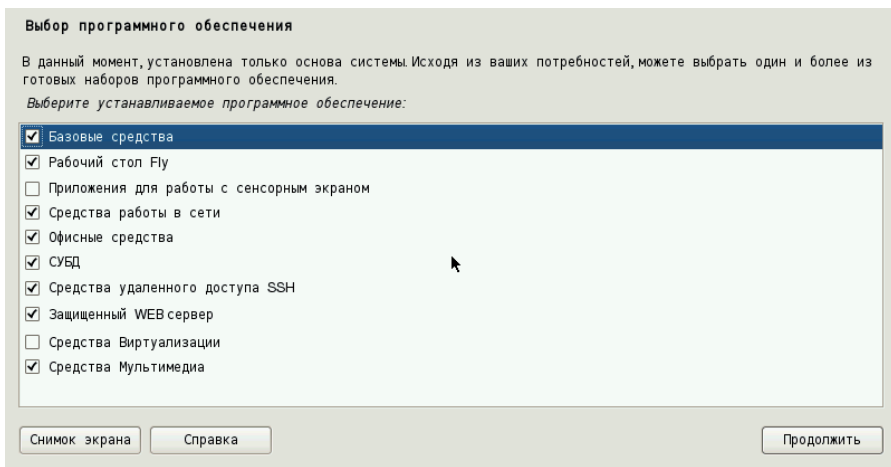 Выбор программного обеспечения
В данный момент, установлена только основа системы. Исходя из ваших потребностей, можете выбрать один и более из
готовых наборов программного обеспечения.
Выберите устанавливаемое программное обеспечение:
Базовые средства
Рабочий стол Fly
Приложения для работы с сенсорным экраном
Средства работы в сети
Офисные средства
СУБД
Средства удаленного доступа SSH
Защищенный WEB сервер
Средства Виртуализации
Средства Мультимедиа
Снимок экрана Справка Продолжить